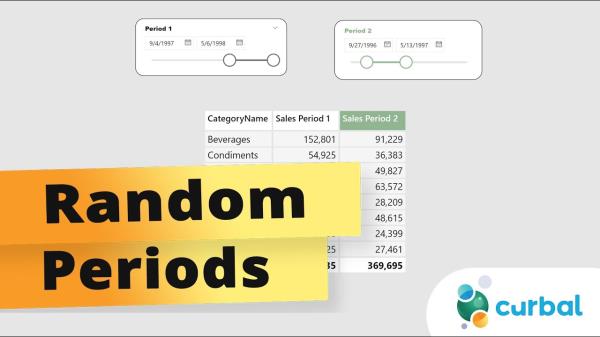 Period 1
9/4/1997 5/6/1998
Period 2
9/27/1996 5/13/1997
CategoryName Sales Period 1 Sales Period 2
Beverages 152,801 91,229
Condiments 54,925 36,383
49,827
63,572
28,209
48,615
24,399
25 27,461
35 369,695
Random
Periods
curbal